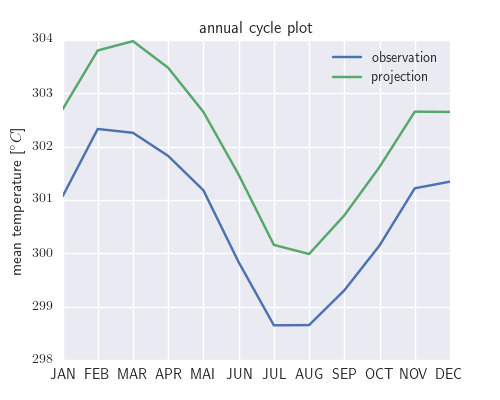 annual cycle plot
observation
projection
mean temperature [°C]
304
303
302
301
300
299
298
JAN FEB MAR APR MAI JUN JUL AUG SEP OCT NOV DEC